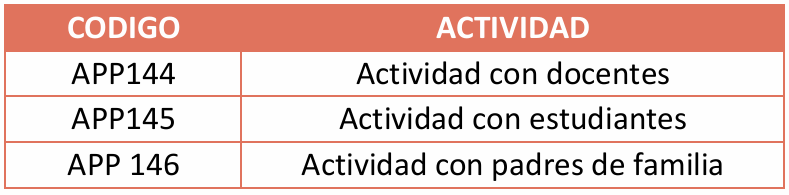 CODIGO ACTIVIDAD
APP144 Actividad con docentes
APP145 Actividad con estudiantes
APP 146 Actividad con padres de familia